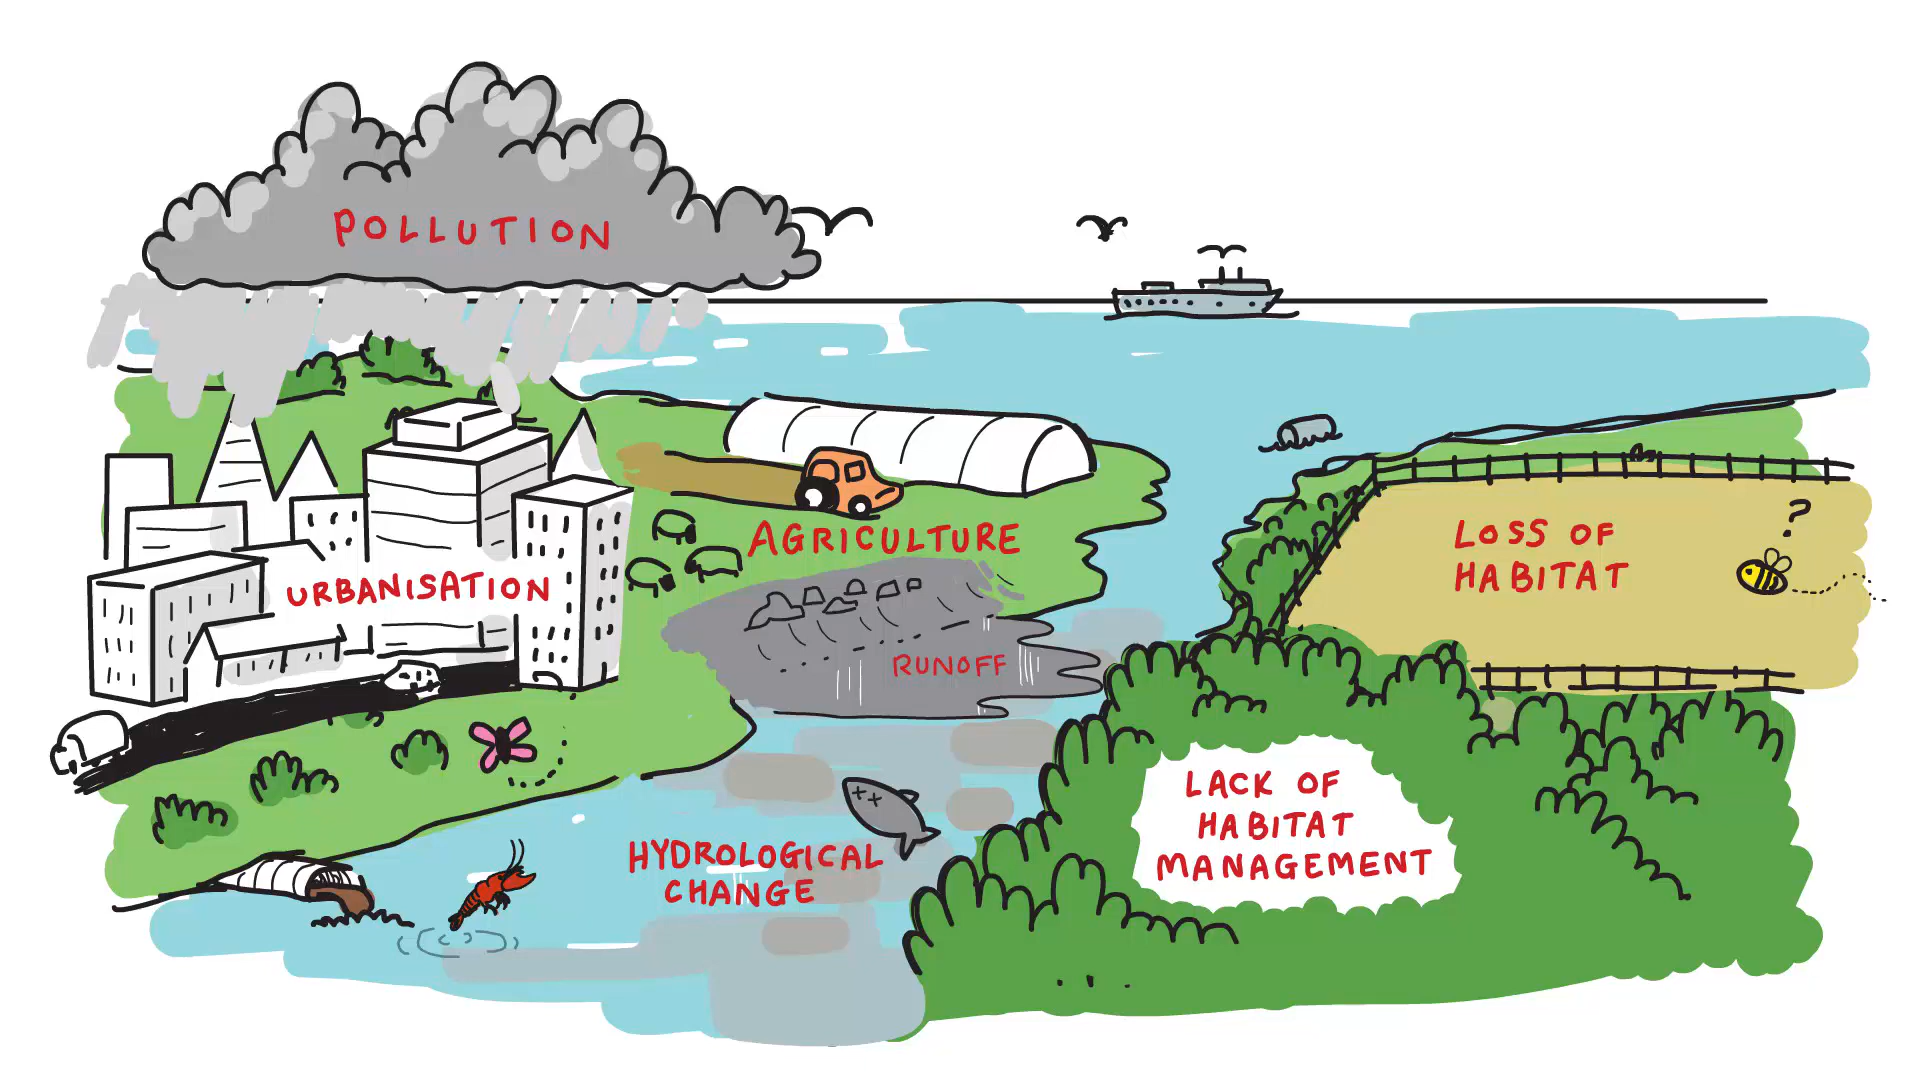 POLLUTION
AGRICULTURE
URBANISATION
RUNOFF
LOSS OF
HABITAT
?
HYDROLOGICAL
CHANGE
LACK OF
HABITAT
MANAGEMENT